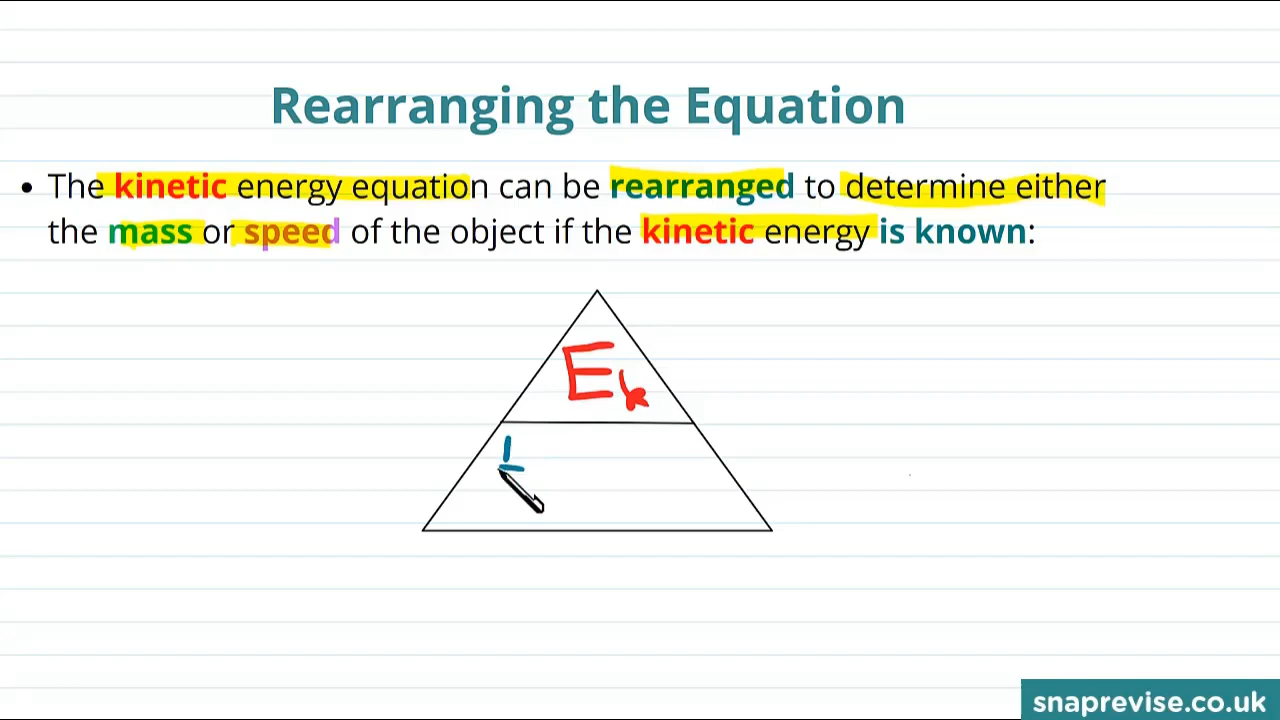 Rearranging the Equation
• The kinetic energy equation can be rearranged to determine either
the mass or speed of the object if the kinetic energy is known:
Ek
1
snaprevise.co.uk